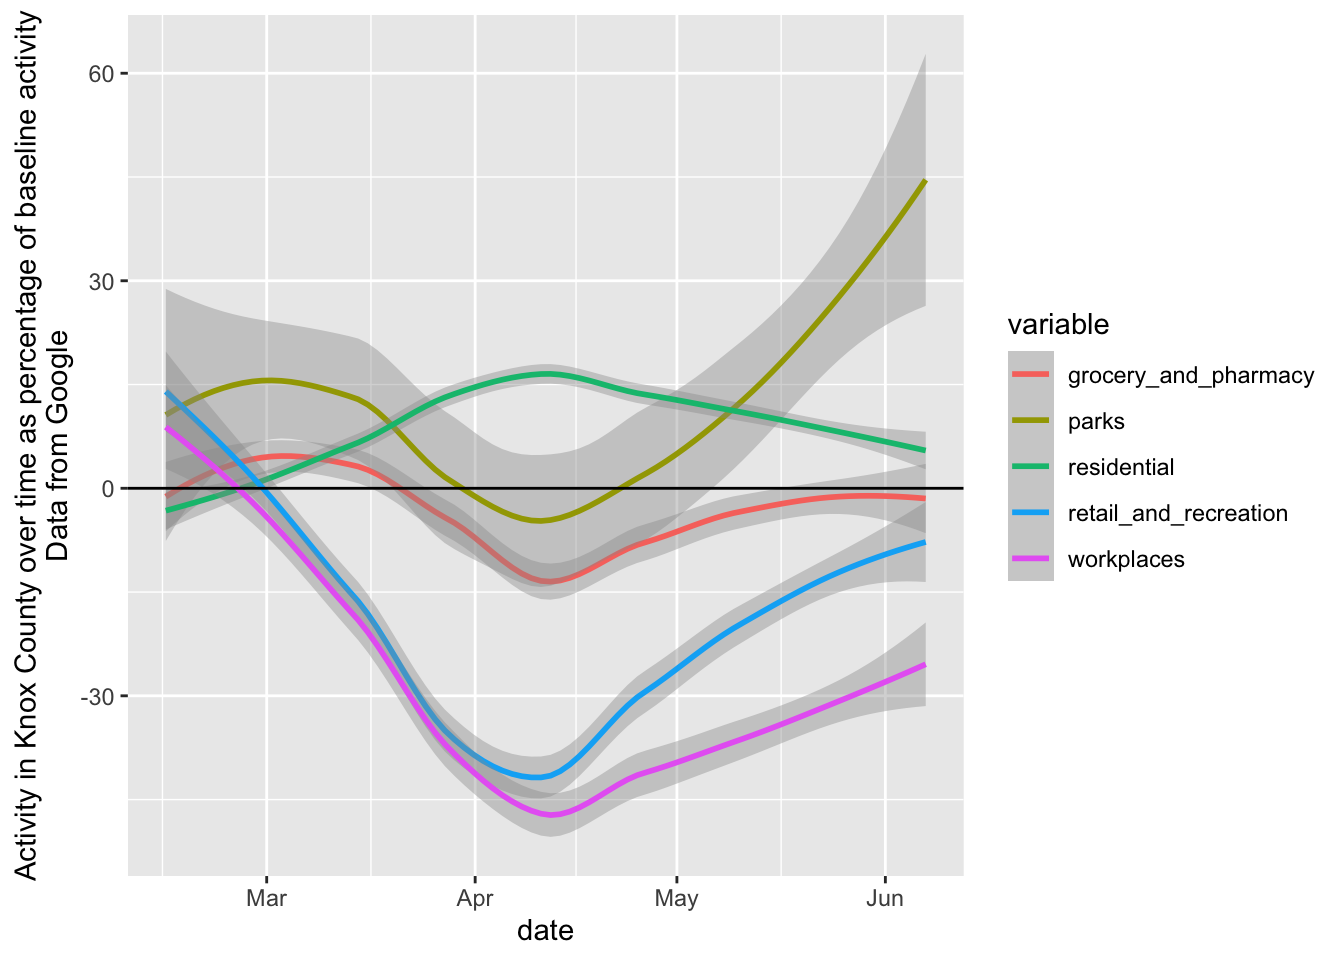 Activity in Knox County over time as percentage of baseline activity
Data from Google
60
30
0
-30
Mar
Apr
May
Jun
date
variable
grocery_and_pharmacy
parks
residential
retail_and_recreation
workplaces